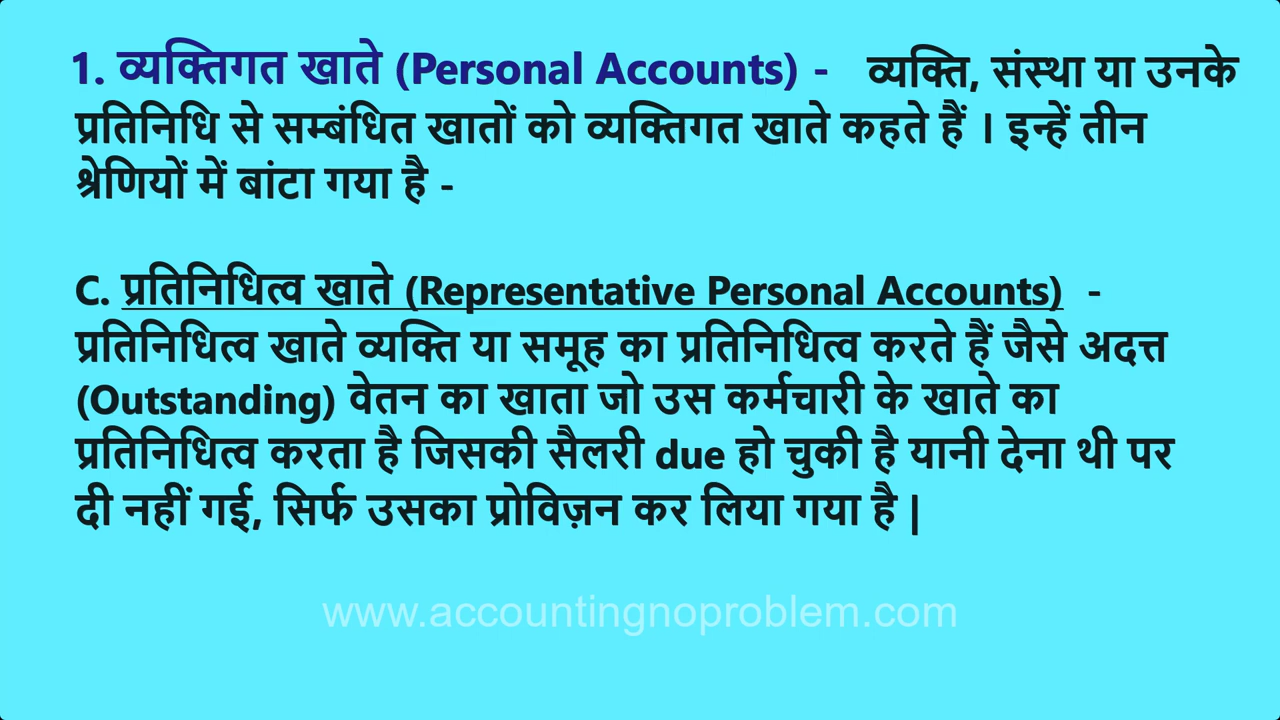 1. व्यक्तिगत खाते (Personal Accounts) - व्यक्ति, संस्था या उनके
प्रतिनिधि से सम्बंधित खातों को व्यक्तिगत खाते कहते हैं । इन्हें तीन
श्रेणियों में बांटा गया है -
C. प्रतिनिधित्व खाते (Representative Personal Accounts) -
प्रतिनिधित्व खाते व्यक्ति या समूह का प्रतिनिधित्व करते हैं जैसे अदत्त
(Outstanding) वेतन का खाता जो उस कर्मचारी के खाते का
प्रतिनिधित्व करता है जिसकी सैलरी due हो चुकी है यानी देना थी पर
दी नहीं गई, सिर्फ उसका प्रोविज़न कर लिया गया है |
www.accountingnoproblem.com